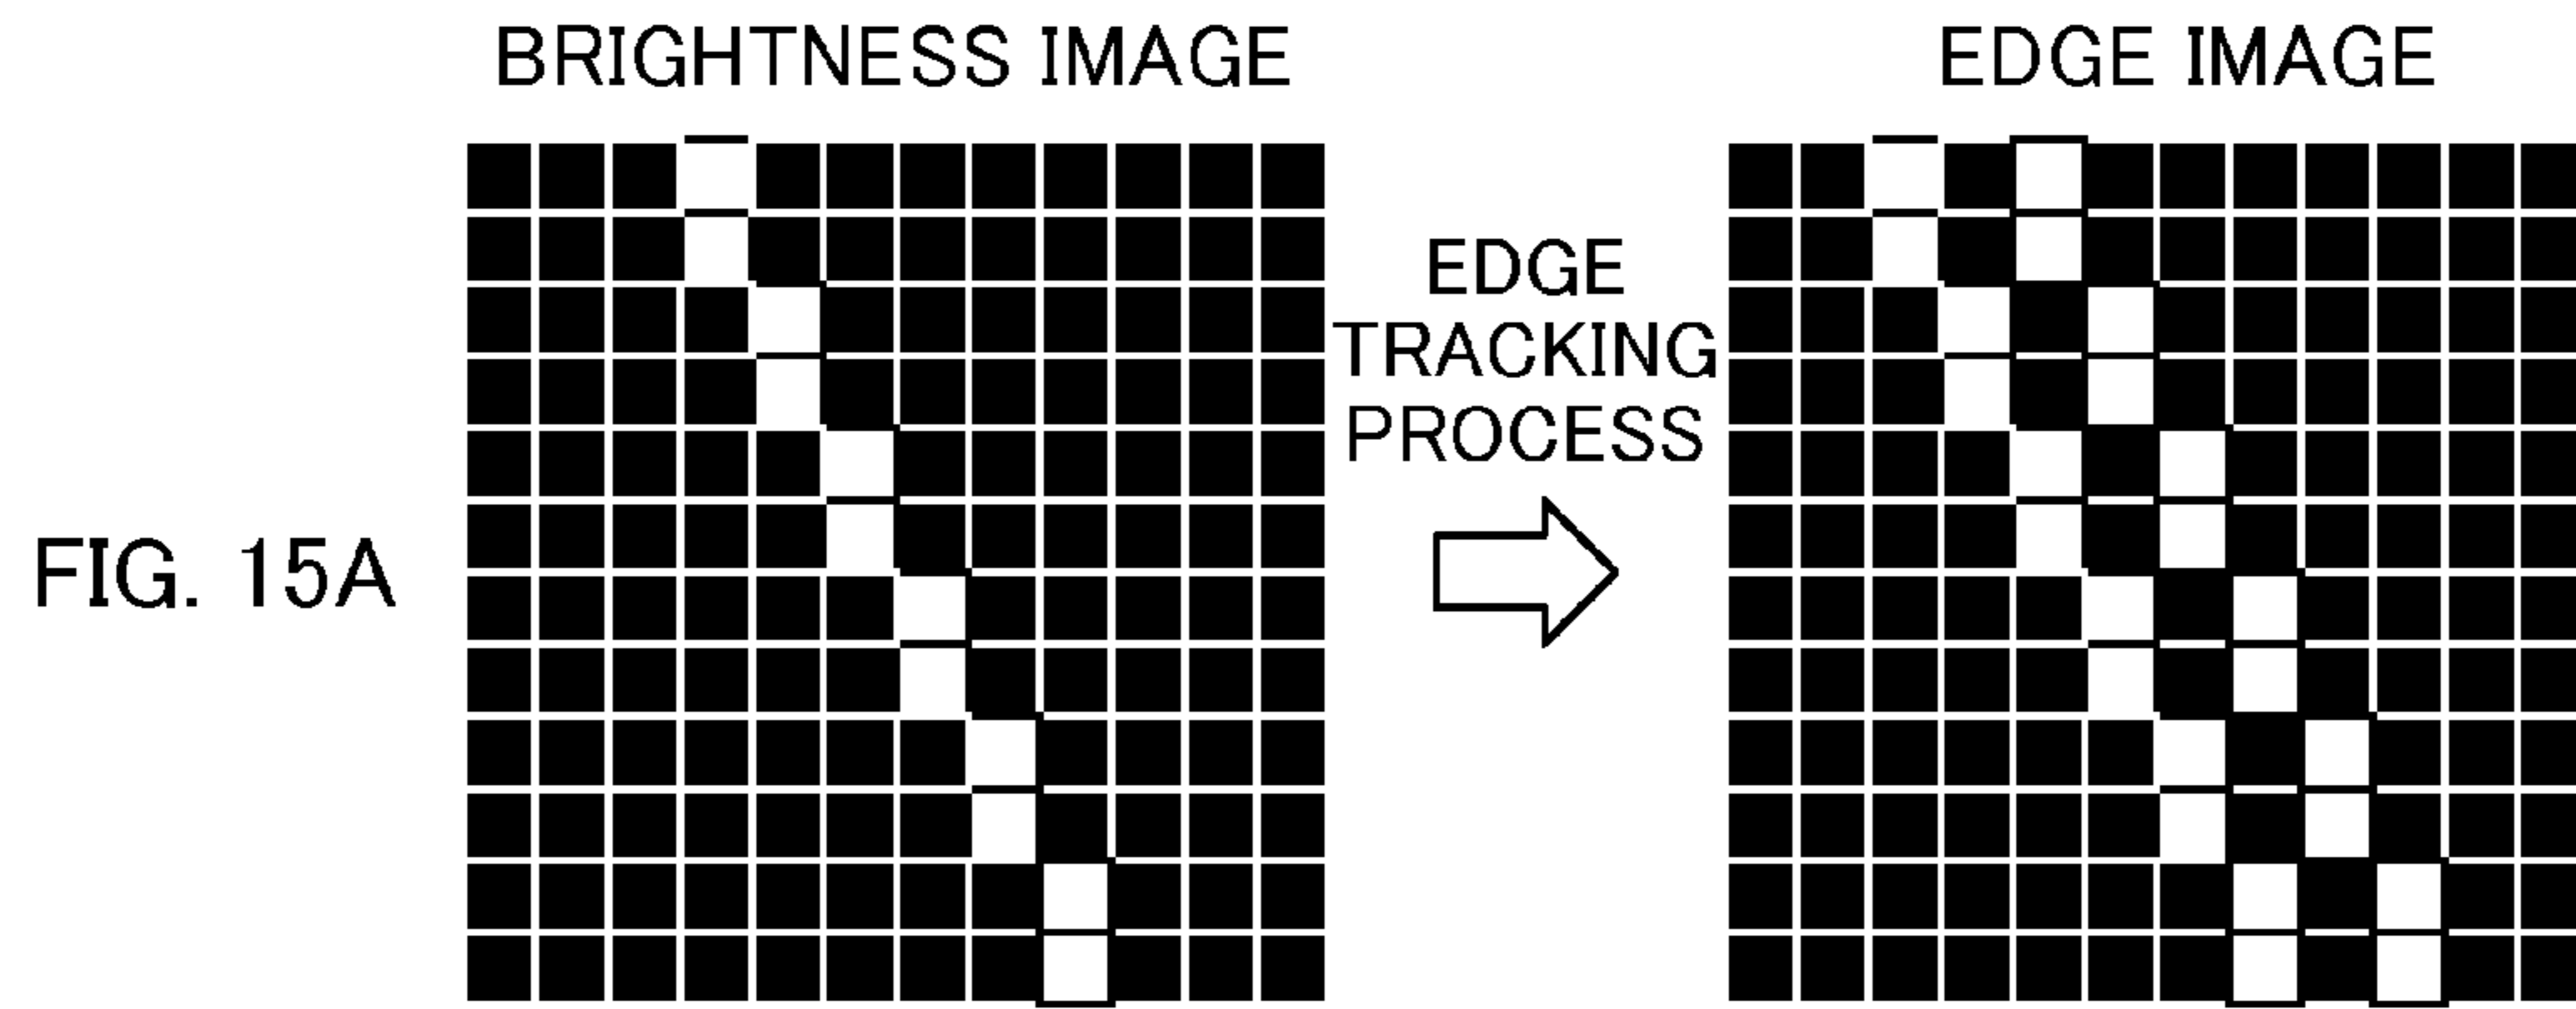 BRIGHTNESS IMAGE
EDGE IMAGE
EDGE
TRACKING
PROCESS
FIG. 15A